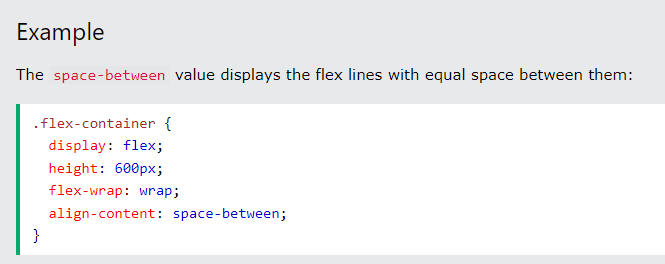 Example
The space-between value displays the flex lines with equal space between them:
.flex-container {
  display: flex;
  height: 600px;
  flex-wrap: wrap;
  align-content: space-between;
}